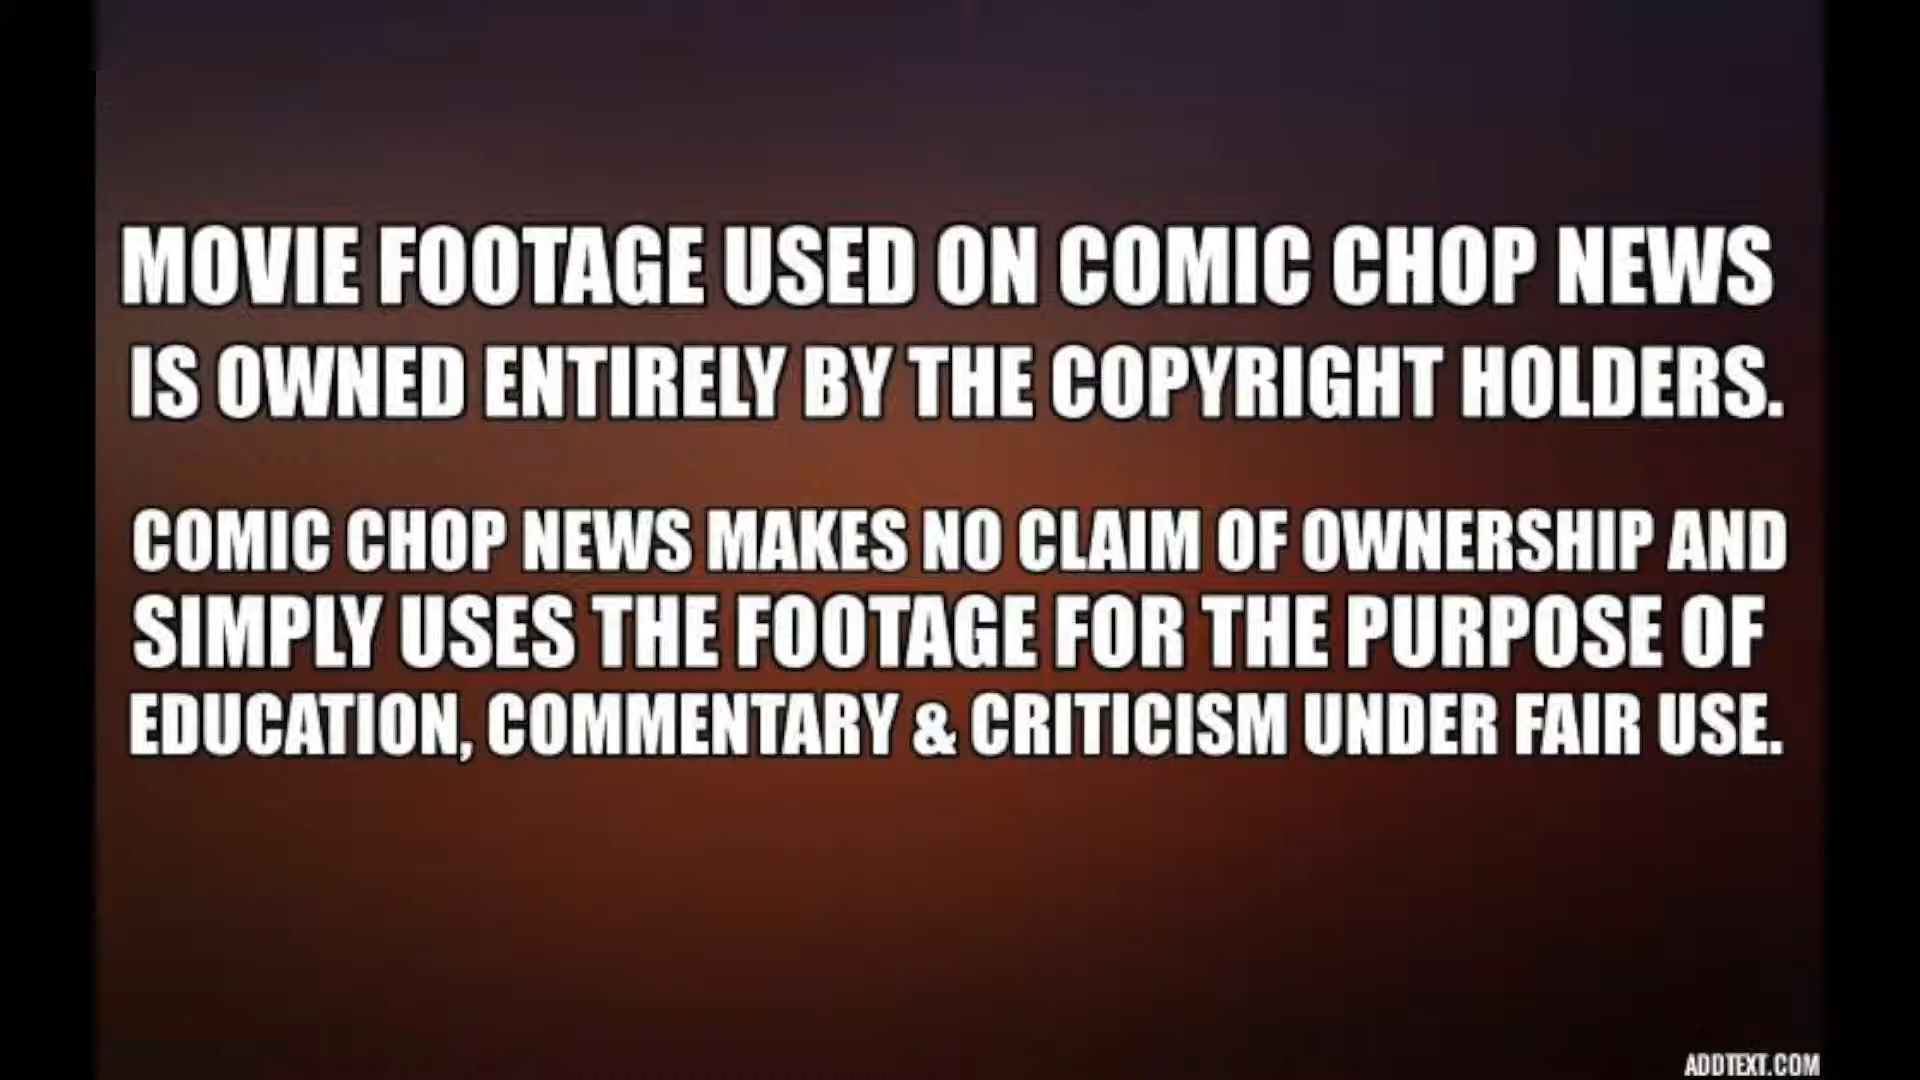 MOVIE FOOTAGE USED ON COMIC CHOP NEWS
IS OWNED ENTIRELY BY THE COPYRIGHT HOLDERS.
COMIC CHOP NEWS MAKES NO CLAIM OF OWNERSHIP AND
SIMPLY USES THE FOOTAGE FOR THE PURPOSE OF
EDUCATION, COMMENTARY & CRITICISM UNDER FAIR USE.
ADDTEXT.COM